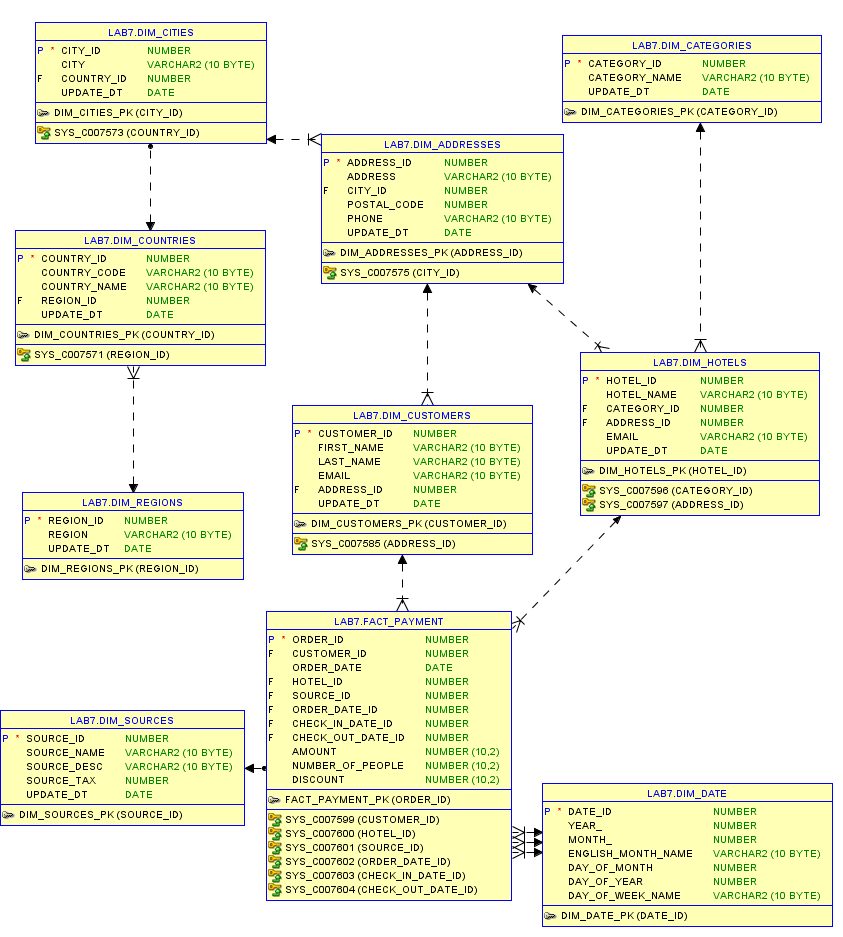 LAB7.DIM_CITIES
P * CITY_ID NUMBER
CITY VARCHAR2 (10 BYTE)
F COUNTRY_ID NUMBER
UPDATE_DT DATE
DIM_CITIES_PK (CITY_ID)
SYS_C007573 (COUNTRY_ID)
LAB7.DIM_CATEGORIES
P * CATEGORY_ID NUMBER
CATEGORY_NAME VARCHAR2 (10 BYTE)
UPDATE_DT DATE
DIM_CATEGORIES_PK (CATEGORY_ID)
LAB7.DIM_ADDRESSES
P * ADDRESS_ID NUMBER
ADDRESS VARCHAR2 (10 BYTE)
F CITY_ID NUMBER
POSTAL_CODE NUMBER
PHONE VARCHAR2 (10 BYTE)
UPDATE_DT DATE
DIM_ADDRESSES_PK (ADDRESS_ID)
SYS_C007575 (CITY_ID)
LAB7.DIM_COUNTRIES
P * COUNTRY_ID NUMBER
COUNTRY_CODE VARCHAR2 (10 BYTE)
COUNTRY_NAME VARCHAR2 (10 BYTE)
F REGION_ID NUMBER
UPDATE_DT DATE
DIM_COUNTRIES_PK (COUNTRY_ID)
SYS_C007571 (REGION_ID)
LAB7.DIM_HOTELS
P * HOTEL_ID NUMBER
HOTEL_NAME VARCHAR2 (10 BYTE)
F CATEGORY_ID NUMBER
F ADDRESS_ID NUMBER
EMAIL VARCHAR2 (10 BYTE)
UPDATE_DT DATE
DIM_HOTELS_PK (HOTEL_ID)
SYS_C007596 (CATEGORY_ID)
SYS_C007597 (ADDRESS_ID)
LAB7.DIM_CUSTOMERS
P * CUSTOMER_ID NUMBER
FIRST_NAME VARCHAR2 (10 BYTE)
LAST_NAME VARCHAR2 (10 BYTE)
EMAIL VARCHAR2 (10 BYTE)
F ADDRESS_ID NUMBER
UPDATE_DT DATE
DIM_CUSTOMERS_PK (CUSTOMER_ID)
SYS_C007585 (ADDRESS_ID)
LAB7.DIM_REGIONS
P * REGION_ID NUMBER
REGION VARCHAR2 (10 BYTE)
UPDATE_DT DATE
DIM_REGIONS_PK (REGION_ID)
LAB7.FACT_PAYMENT
P * ORDER_ID NUMBER
F CUSTOMER_ID NUMBER
ORDER_DATE DATE
F HOTEL_ID NUMBER
F SOURCE_ID NUMBER
F ORDER_DATE_ID NUMBER
F CHECK_IN_DATE_ID NUMBER
F CHECK_OUT_DATE_ID NUMBER
AMOUNT NUMBER (10,2)
NUMBER_OF_PEOPLE NUMBER (10,2)
DISCOUNT NUMBER (10,2)
FACT_PAYMENT_PK (ORDER_ID)
SYS_C007599 (CUSTOMER_ID)
SYS_C007600 (HOTEL_ID)
SYS_C007601 (SOURCE_ID)
SYS_C007602 (ORDER_DATE_ID)
SYS_C007603 (CHECK_IN_DATE_ID)
SYS_C007604 (CHECK_OUT_DATE_ID)
LAB7.DIM_SOURCES
P * SOURCE_ID NUMBER
SOURCE_NAME VARCHAR2 (10 BYTE)
SOURCE_DESC VARCHAR2 (10 BYTE)
SOURCE_TAX NUMBER
UPDATE_DT DATE
DIM_SOURCES_PK (SOURCE_ID)
LAB7.DIM_DATE
P * DATE_ID NUMBER
YEAR_ NUMBER
MONTH_ NUMBER
ENGLISH_MONTH_NAME VARCHAR2 (10 BYTE)
DAY_OF_MONTH NUMBER
DAY_OF_YEAR NUMBER
DAY_OF_WEEK_NAME VARCHAR2 (10 BYTE)
DIM_DATE_PK (DATE_ID)